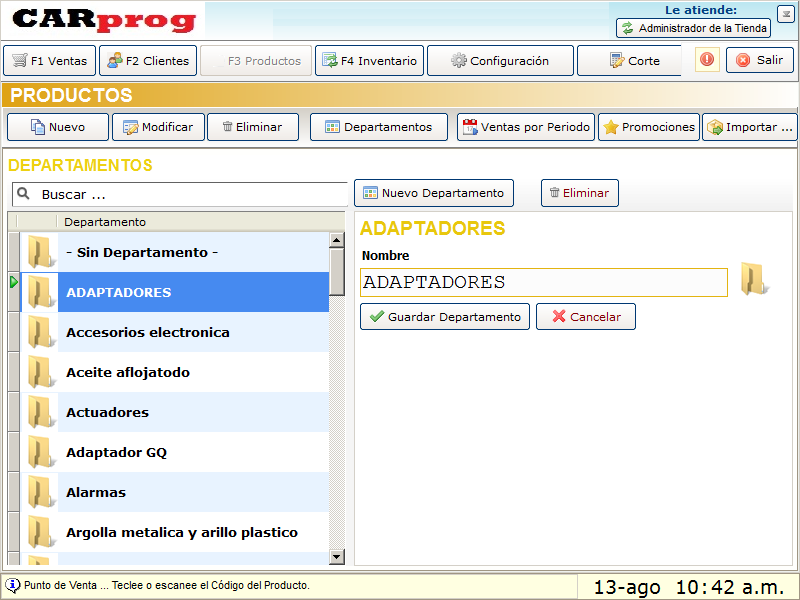 CARprog
Le atiende:
Administrador de la Tienda
F1 Ventas
F2 Clientes
F3 Productos
F4 Inventario
Configuración
Corte
Salir
PRODUCTOS
Nuevo
Modificar
Eliminar
Departamentos
Ventas por Periodo
Promociones
Importar ...
DEPARTAMENTOS
Buscar ...
Nuevo Departamento
Eliminar
Departamento
- Sin Departamento -
ADAPTADORES
Accesorios electronica
Aceite aflojatodo
Actuadores
Adaptador GQ
Alarmas
Argolla metalica y arillo plastico
ADAPTADORES
Nombre
ADAPTADORES
Guardar Departamento
Cancelar
Punto de Venta ... Teclee o escanee el Código del Producto.
13-ago 10:42 a.m.